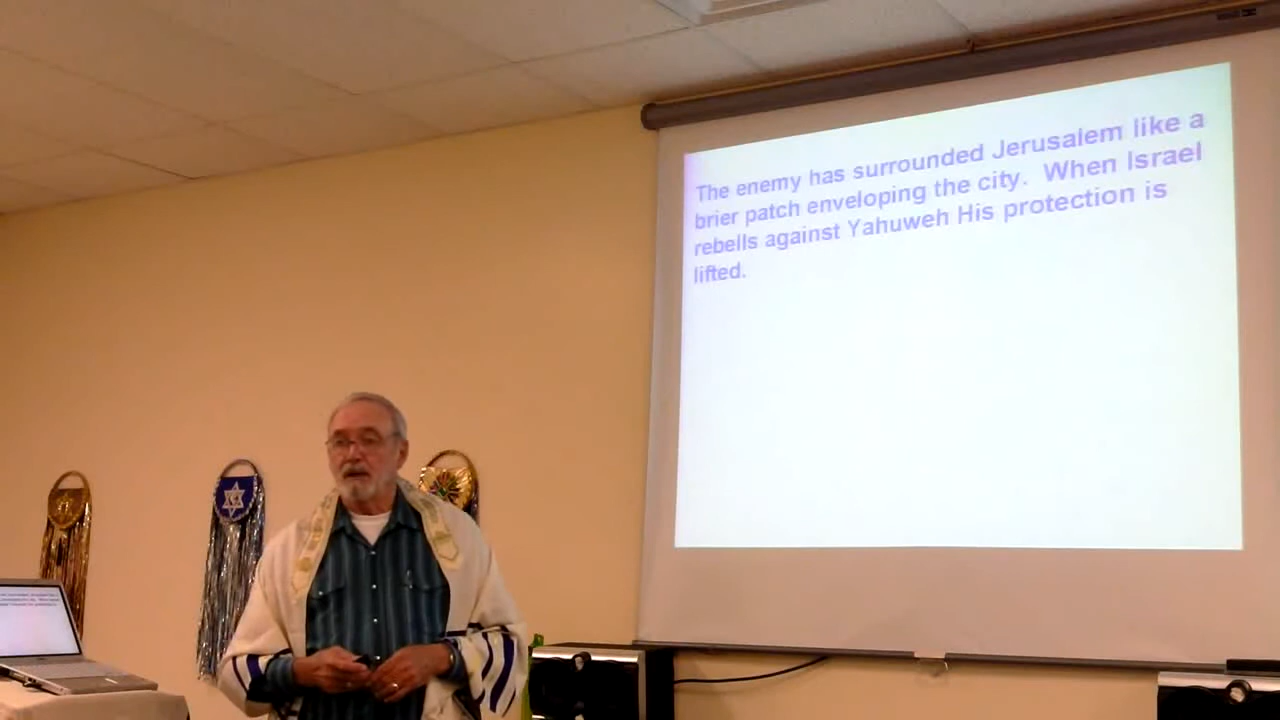 The enemy has surrounded Jerusalem like a
brier patch enveloping the city. When Israel
rebells against Yahuweh His protection is
lifted.